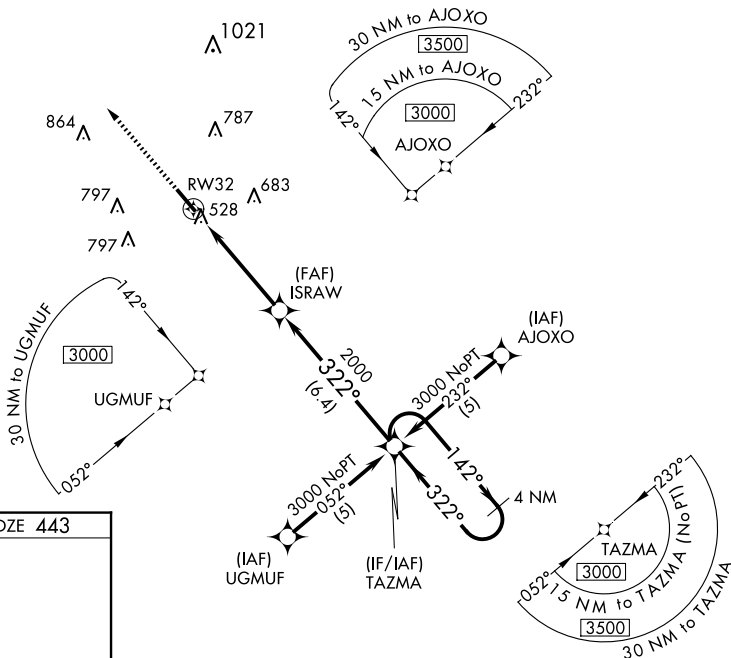 1021
30 NM to AJOXO
3500
15 NM to AJOXO
3000
142°
232°
AJOXO
864
787
RW32
683
797
528
797
(FAF)
ISRAW
142°
30 NM to UGMUF
3000
UGMUF
052°
2000
322°
(6.4)
(IAF)
AJOXO
3000 NoPT
232°
(5)
142°
322°
4 NM
3000 NoPT
052°
(5)
(IAF)
UGMUF
(IF/IAF)
TAZMA
232°
TAZMA
3000
052°
15 NM to TAZMA (NoPT)
3500
30 NM to TAZMA
DZE 443